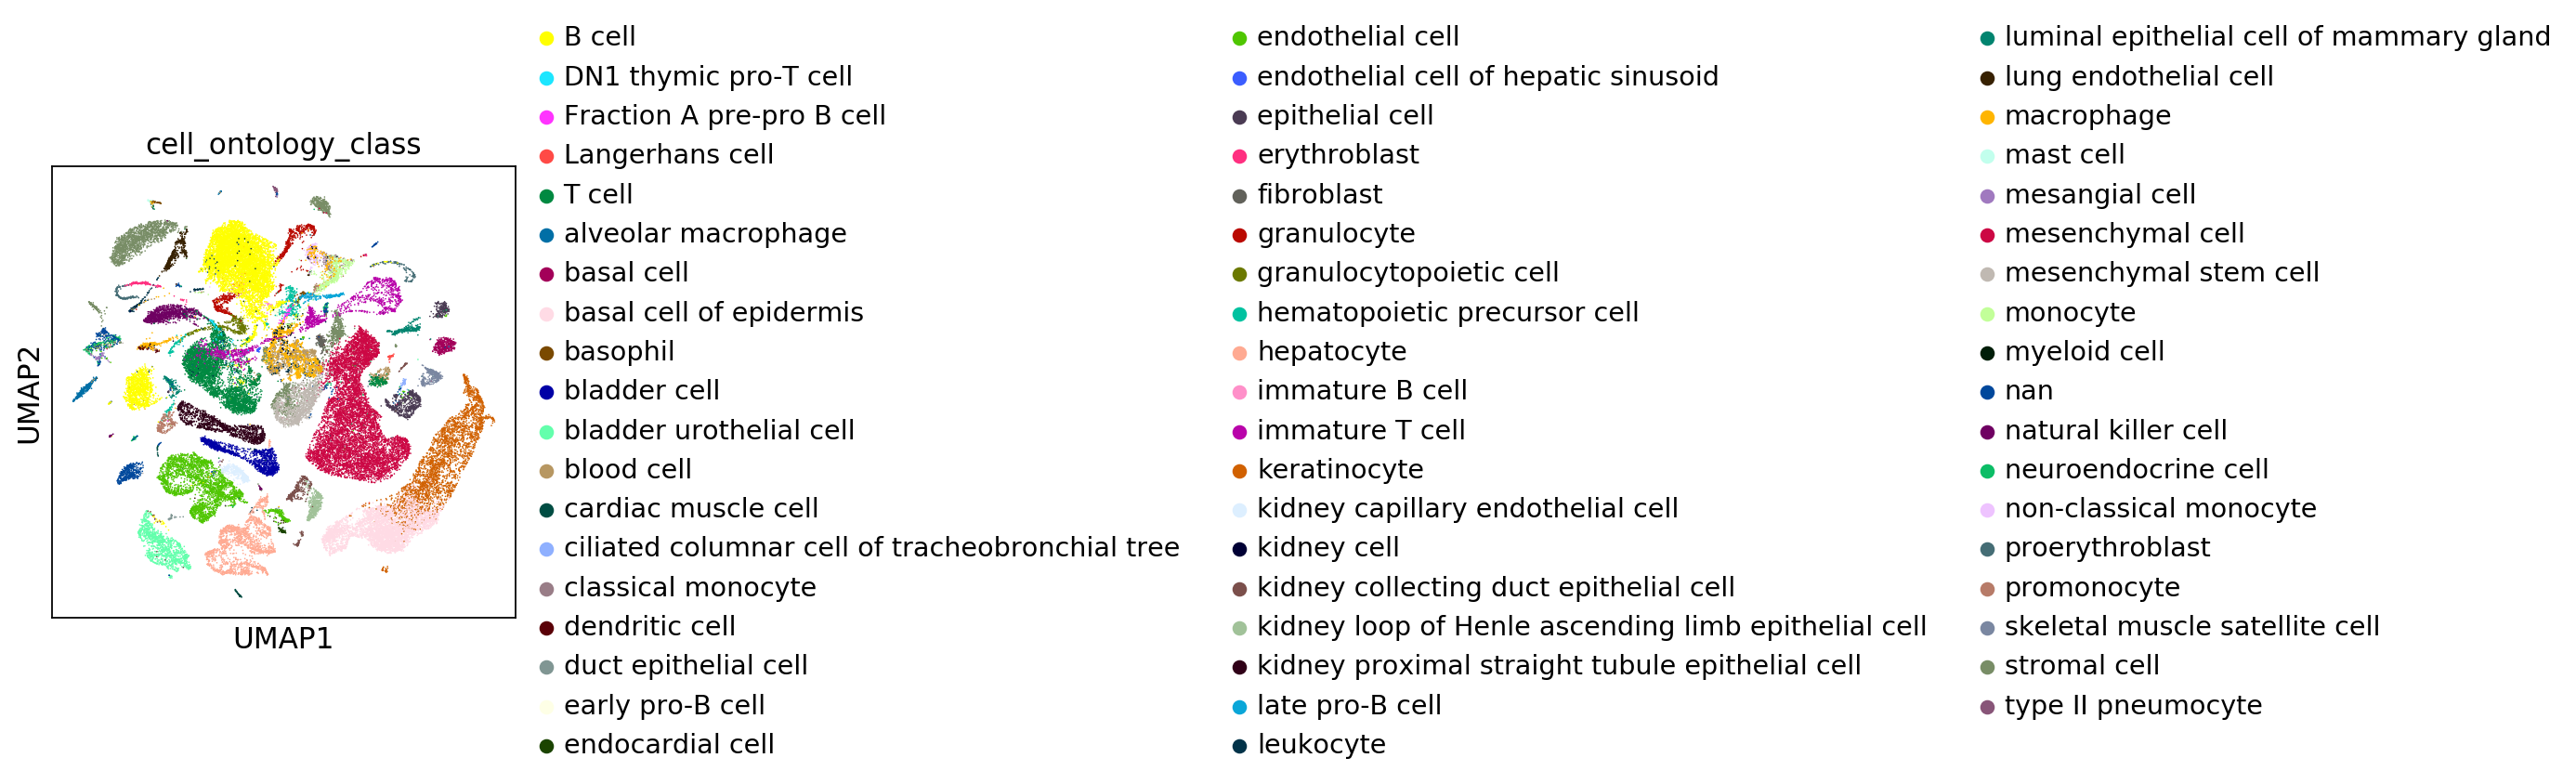 cell_ontology_class
UMAP2
UMAP1
B cell
DN1 thymic pro-T cell
Fraction A pre-pro B cell
Langerhans cell
T cell
alveolar macrophage
basal cell
basal cell of epidermis
basophil
bladder cell
bladder urothelial cell
blood cell
cardiac muscle cell
ciliated columnar cell of tracheobronchial tree
classical monocyte
dendritic cell
duct epithelial cell
early pro-B cell
endocardial cell
endothelial cell
endothelial cell of hepatic sinusoid
epithelial cell
erythroblast
fibroblast
granulocyte
granulocytopoietic cell
hematopoietic precursor cell
hepatocyte
immature B cell
immature T cell
keratinocyte
kidney capillary endothelial cell
kidney cell
kidney collecting duct epithelial cell
kidney loop of Henle ascending limb epithelial cell
kidney proximal straight tubule epithelial cell
late pro-B cell
leukocyte
luminal epithelial cell of mammary gland
lung endothelial cell
macrophage
mast cell
mesangial cell
mesenchymal cell
mesenchymal stem cell
monocyte
myeloid cell
nan
natural killer cell
neuroendocrine cell
non-classical monocyte
proerythroblast
promonocyte
skeletal muscle satellite cell
stromal cell
type II pneumocyte